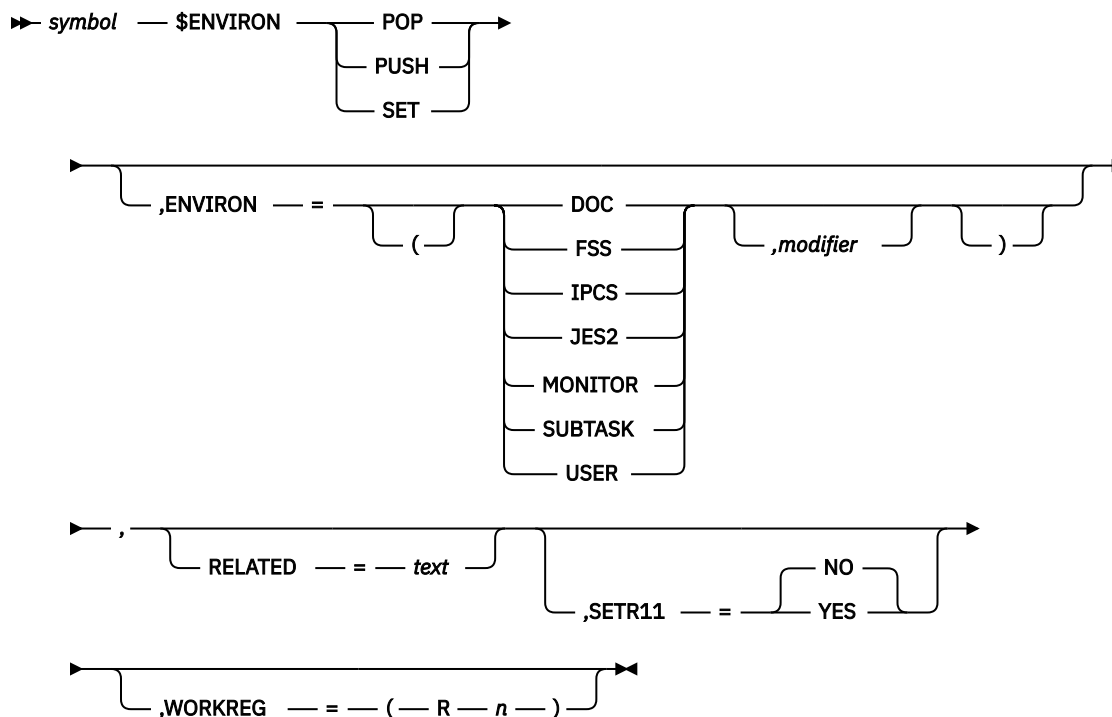 symbol $ENVIRON POP
PUSH
SET
,ENVIRON = ( DOC ,modifier )
FSS
IPCS
JES2
MONITOR
SUBTASK
USER
,
RELATED = text
,SETR11 = NO
YES
,WORKREG = ( R n )